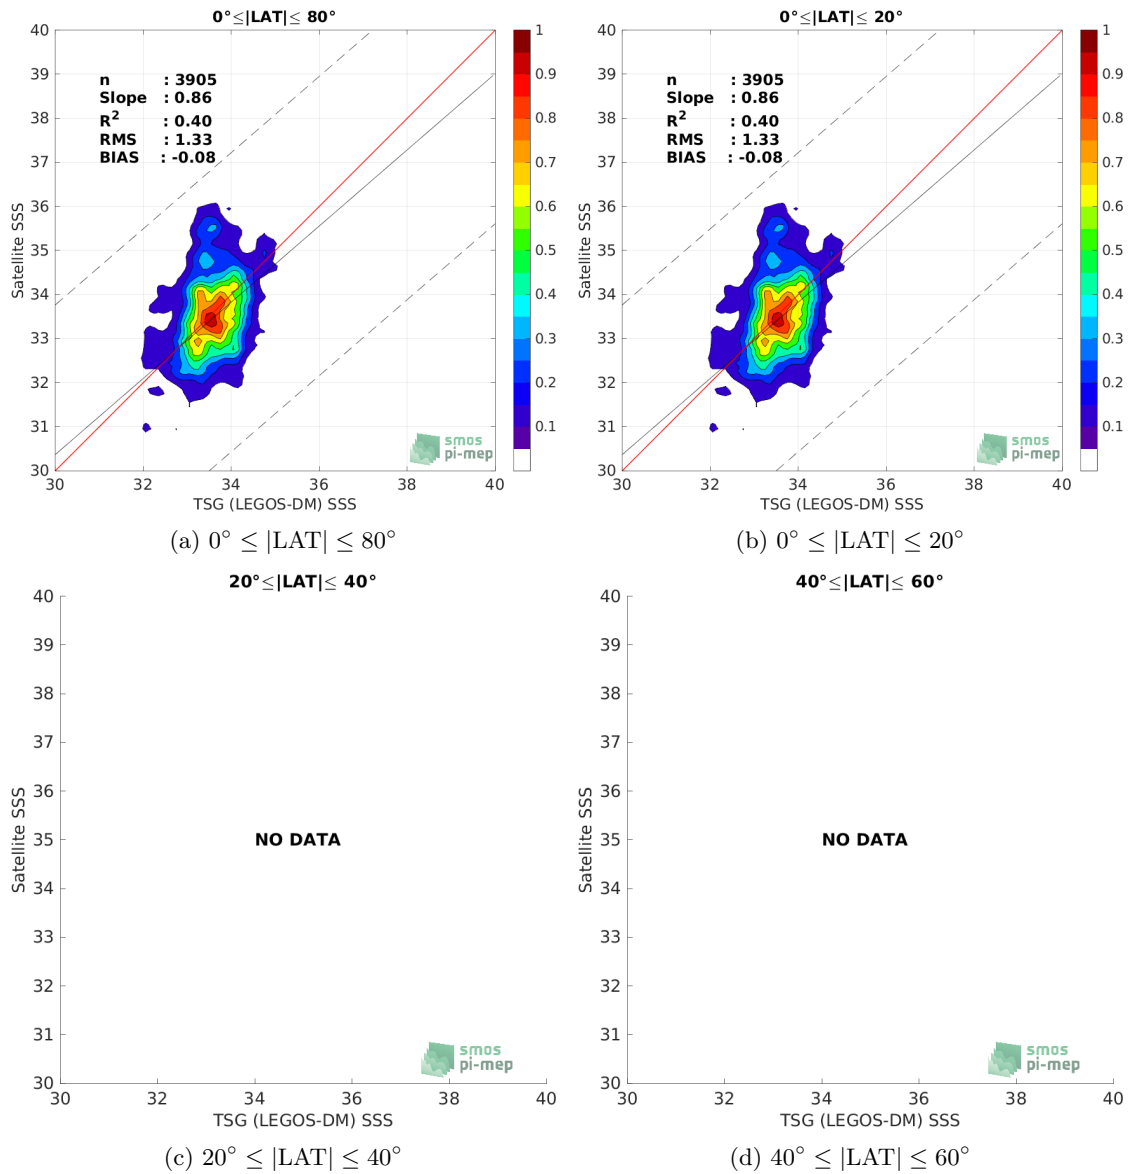 0°≤|LAT|≤ 80°
40
39
38
37
36
35
34
33
32
31
30
Satellite SSS
n : 3905
Slope : 0.86
R² : 0.40
RMS : 1.33
BIAS : -0.08
1
0.9
0.8
0.7
0.6
0.5
0.4
0.3
0.2
0.1
smos
pi-mep
30 32 34 36 38 40
TSG (LEGOS-DM) SSS
(a) 0° ≤ |LAT| ≤ 80°
0°≤|LAT|≤ 20°
40
39
38
37
36
35
34
33
32
31
30
Satellite SSS
n : 3905
Slope : 0.86
R² : 0.40
RMS : 1.33
BIAS : -0.08
1
0.9
0.8
0.7
0.6
0.5
0.4
0.3
0.2
0.1
smos
pi-mep
30 32 34 36 38 40
TSG (LEGOS-DM) SSS
(b) 0° ≤ |LAT| ≤ 20°
20°≤|LAT|≤ 40°
40
39
38
37
36
35
34
33
32
31
30
Satellite SSS
NO DATA
smos
pi-mep
30 32 34 36 38 40
TSG (LEGOS-DM) SSS
(c) 20° ≤ |LAT| ≤ 40°
40°≤|LAT|≤ 60°
40
39
38
37
36
35
34
33
32
31
30
Satellite SSS
NO DATA
smos
pi-mep
30 32 34 36 38 40
TSG (LEGOS-DM) SSS
(d) 40° ≤ |LAT| ≤ 60°